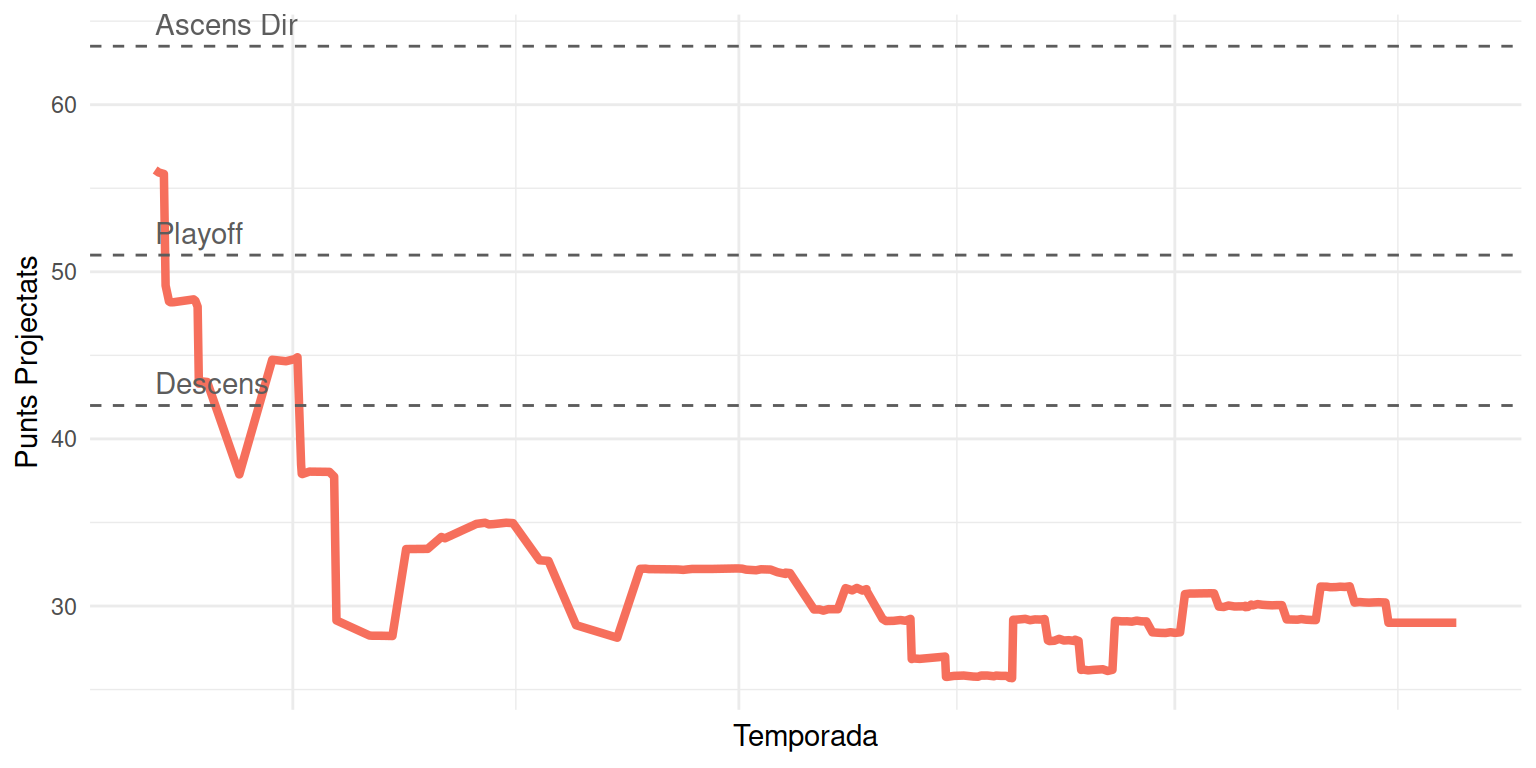 Ascens Dir
60
Playoff
50
Descens
40
30
Punts Projectats
Temporada